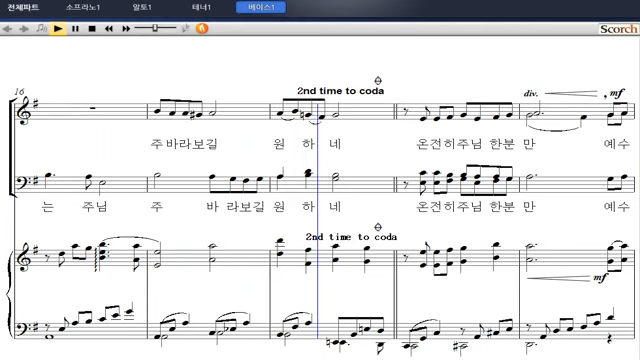 전체파트 소프라노1 알토1 테너1 베이스1
Scorch
16
2nd time to coda
div.
mf
주 바라보길 원 하 네 온전히주님 한분 만 예수
는 주님 주 바 라보길 원 하 네 온전히주님 한분 만 예수
2nd time to coda
mf